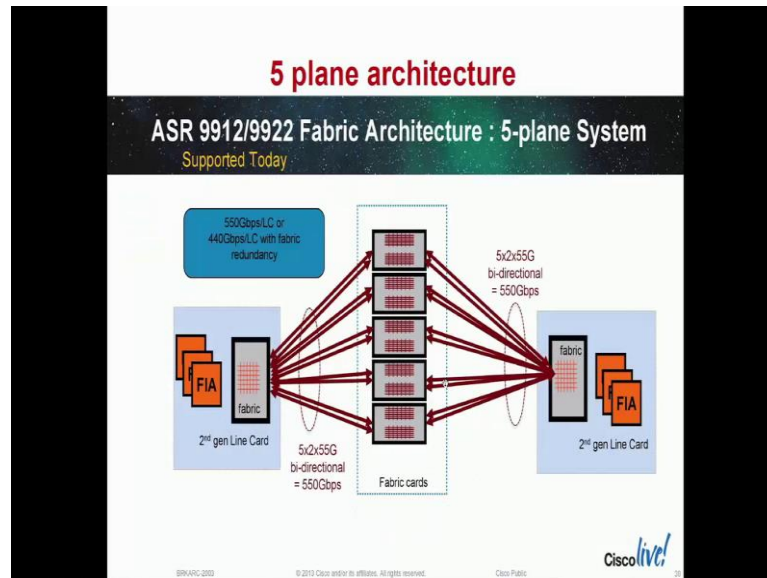 5 plane architecture
ASR 9912/9922 Fabric Architecture : 5-plane System
Supported Today
550Gbps/LC or
440Gbps/LC with fabric
redundancy
5x2x55G
bi-directional
= 550Gbps
fabric
FIA
2nd gen Line Card
5x2x55G
bi-directional
= 550Gbps
Fabric cards
fabric
FIA
2nd gen Line Card
Cisco live!
BRKARC-2003
© 2013 Cisco and/or its affiliates. All rights reserved.
Cisco Public